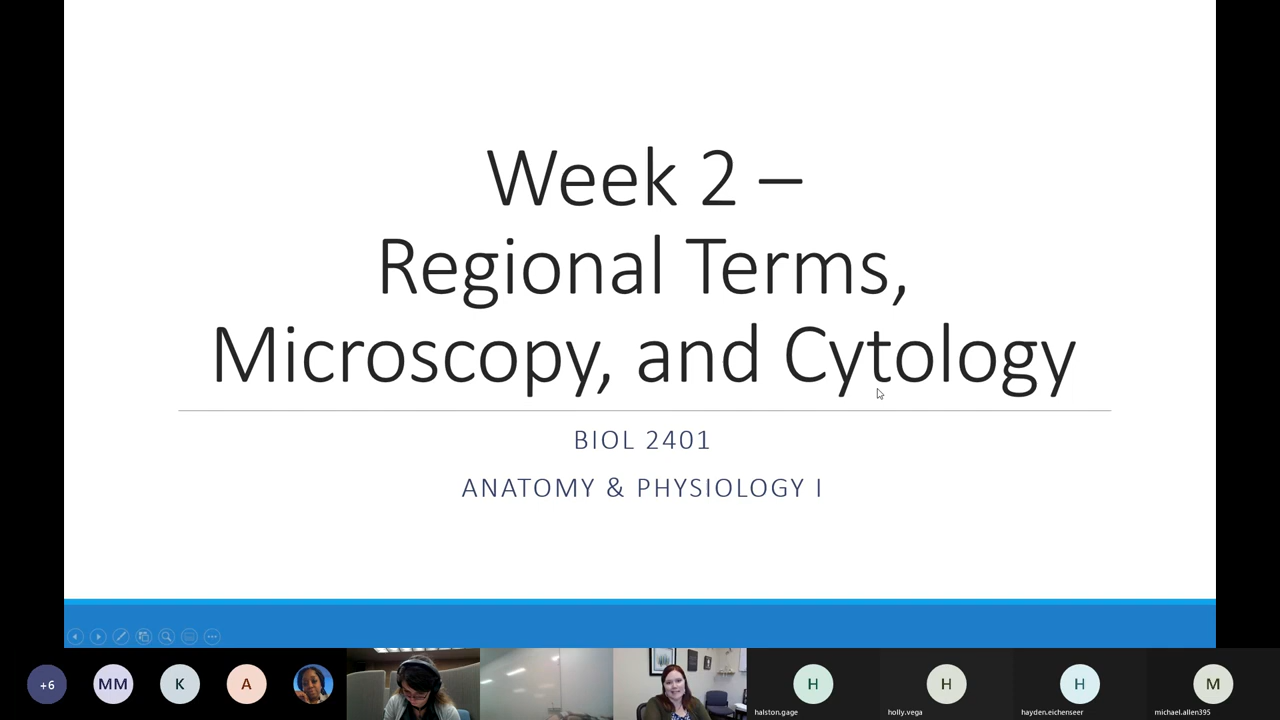 Week 2 –
Regional Terms,
Microscopy, and Cytology
BIOL 2401
ANATOMY & PHYSIOLOGY I
+6
MM
K
A
H
H
H
M
halston.gage
holly.vega
hayden.eichenseer
michael.allen395